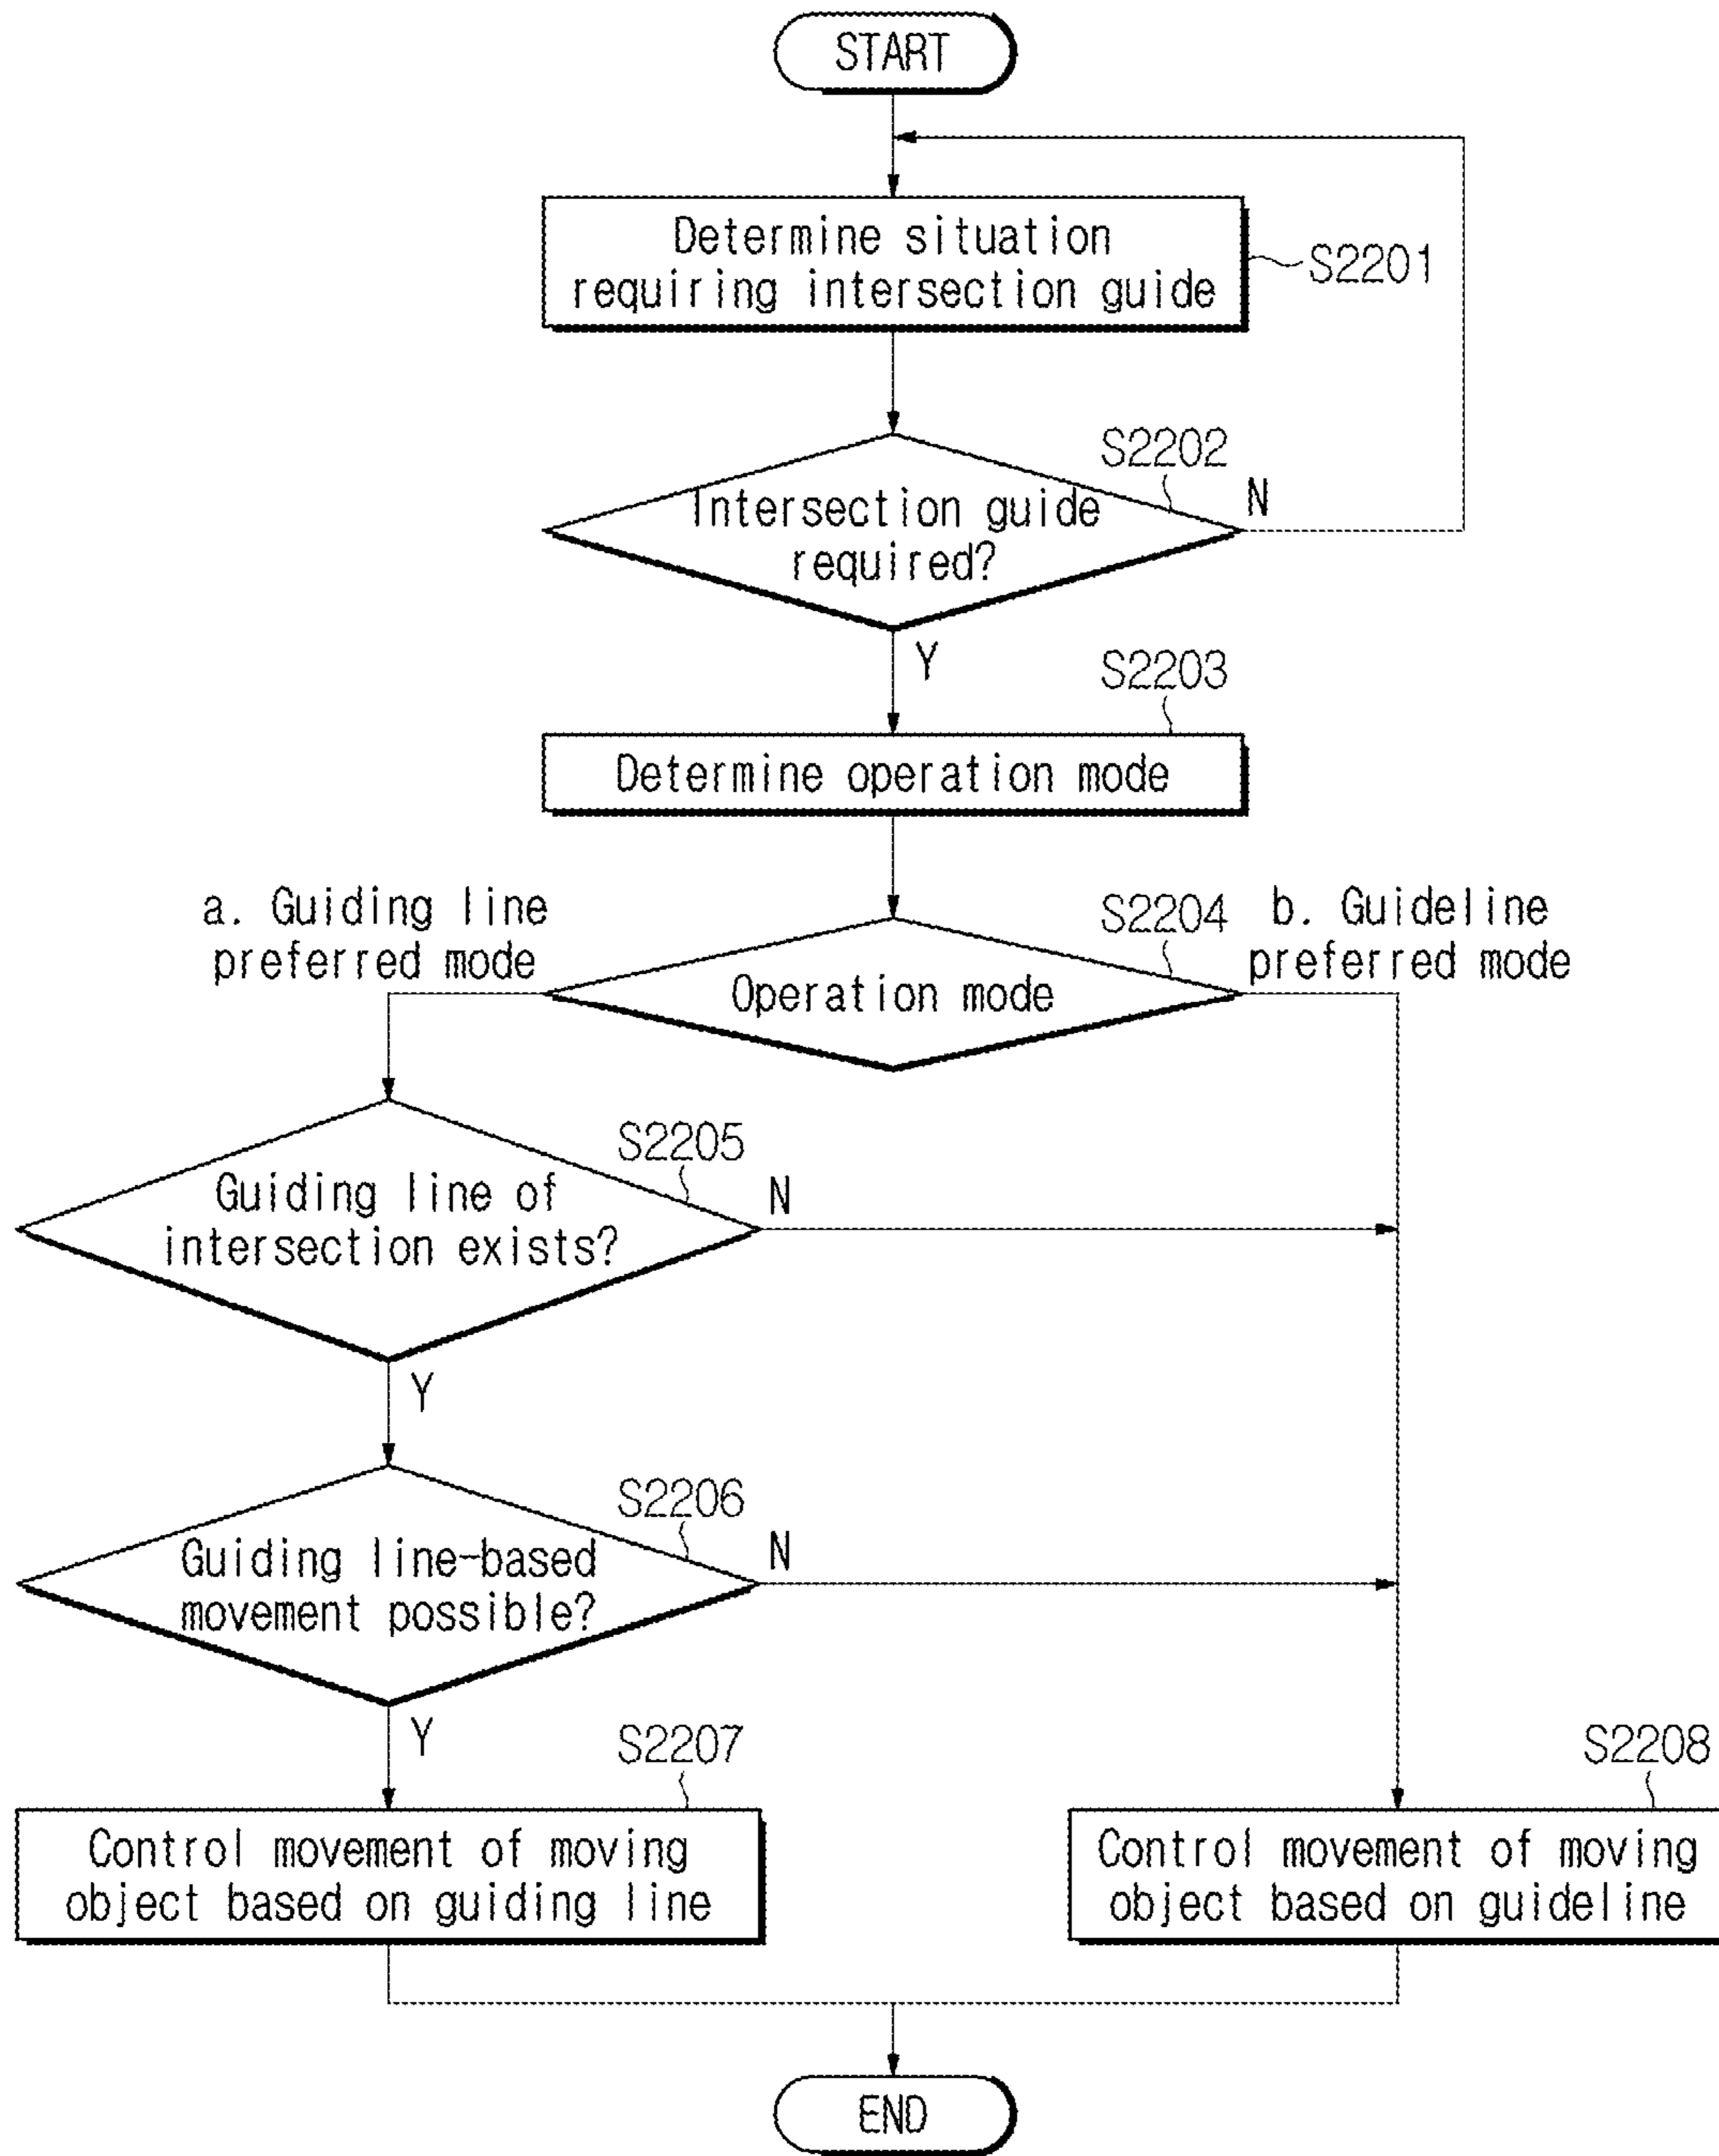 START
Determine situation
requiring intersection guide
S2201
S2202
Intersection guide
required?
N
Y
S2203
Determine operation mode
a. Guiding line
preferred mode
S2204
b. Guideline
preferred mode
Operation mode
S2205
Guiding line of
intersection exists?
N
Y
S2206
Guiding line-based
movement possible?
N
Y
S2207
Control movement of moving
object based on guiding line
S2208
Control movement of moving
object based on guideline
END